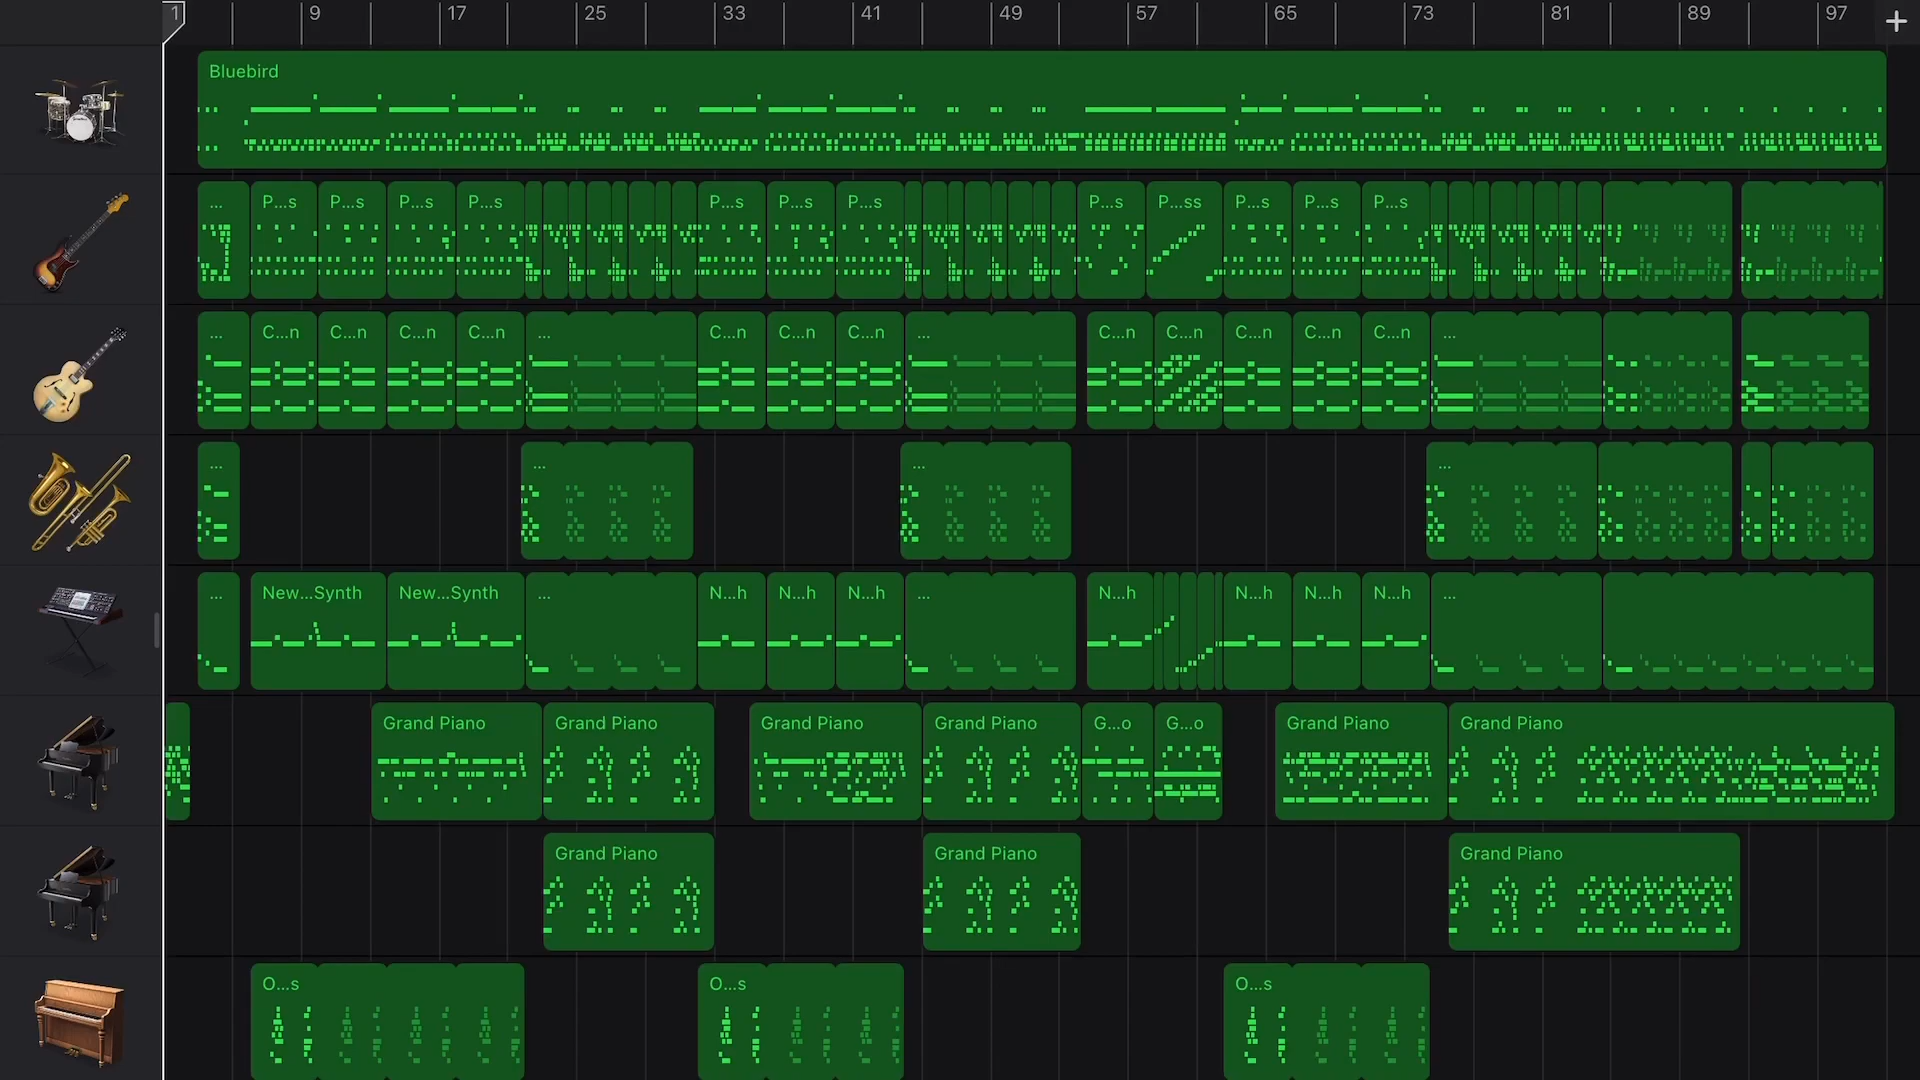 1 9 17 25 33 41 49 57 65 73 81 89 97
Bluebird
... P...s P...s P...s P...s P...s P...s P...s P...s P...ss P...s P...s P...s
... C...n C...n C...n C...n ... C...n C...n C...n ... C...n C...n C...n C...n C...n ...
... ... ... ...
... New...Synth New...Synth ... N...h N...h N...h ... N...h N...h N...h N...h ...
Grand Piano Grand Piano Grand Piano Grand Piano G...o G...o Grand Piano Grand Piano
Grand Piano Grand Piano Grand Piano
O...s O...s O...s